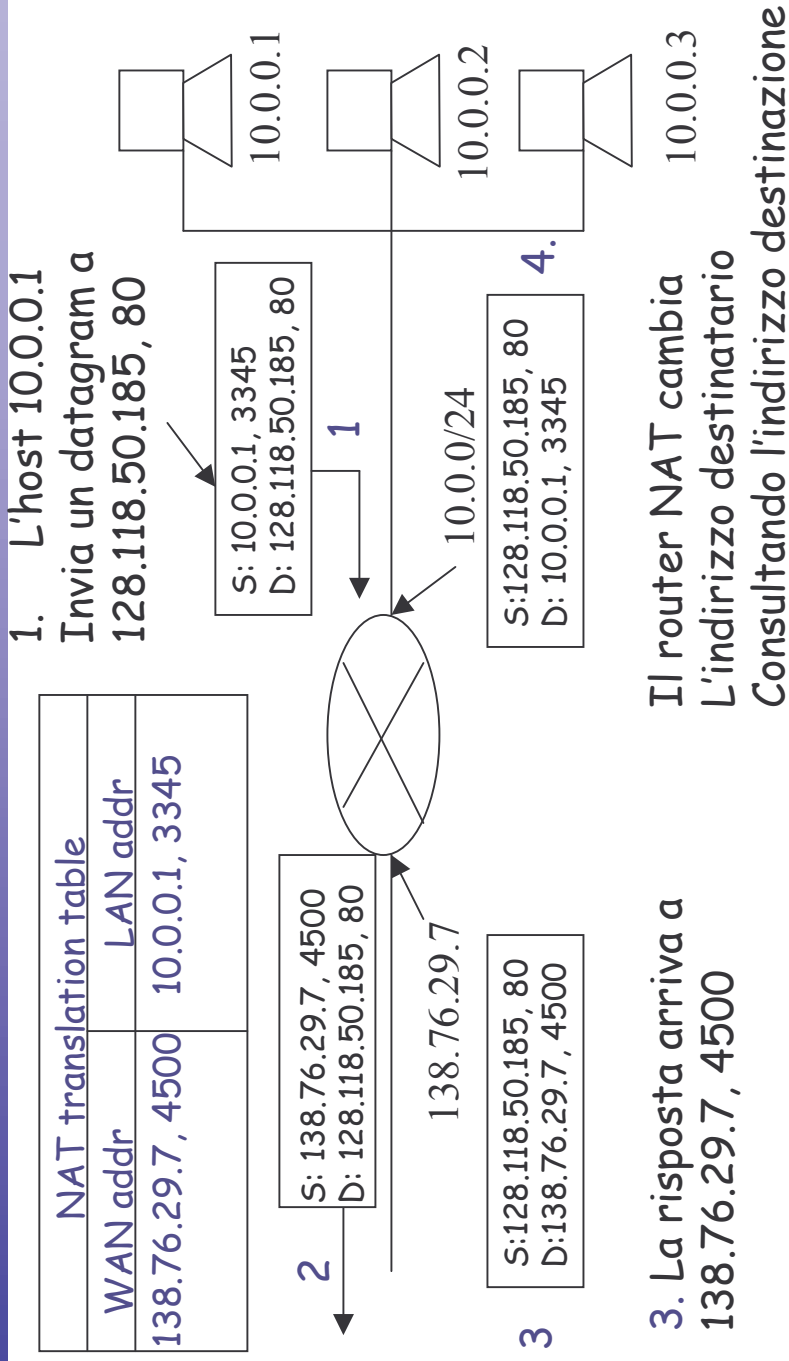 1. L'host 10.0.0.1
Invia un datagram a
128.118.50.185, 80
NAT translation table
WAN addr LAN addr
138.76.29.7, 4500 10.0.0.1, 3345
S: 10.0.0.1, 3345
D: 128.118.50.185, 80
1
10.0.0.1
S: 138.76.29.7, 4500
D: 128.118.50.185, 80
2
10.0.0/24
10.0.0.2
138.76.29.7
S:128.118.50.185, 80
D: 10.0.0.1, 3345
4.
S:128.118.50.185, 80
D:138.76.29.7, 4500
3
10.0.0.3
3. La risposta arriva a
138.76.29.7, 4500
Il router NAT cambia
L'indirizzo destinatario
Consultando l'indirizzo destinazione